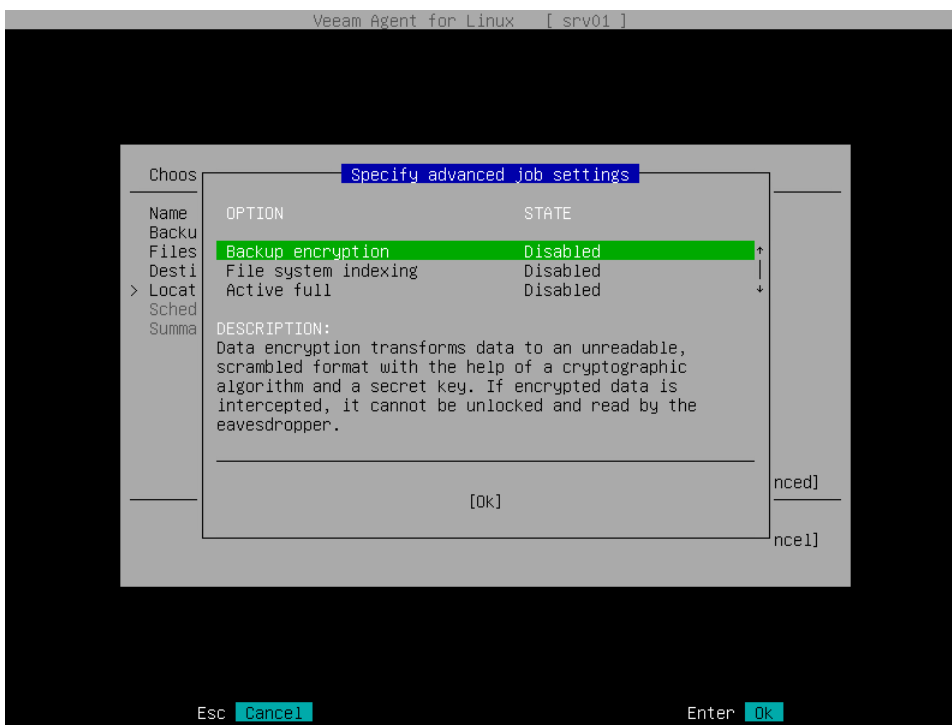 Veeam Agent for Linux [ srv01 ]
Choos
Specify advanced job settings
Name
Backu
Files
Desti
> Locat
Sched
Summa
OPTION STATE
Backup encryption Disabled ↑
File system indexing Disabled
Active full Disabled ↓
DESCRIPTION:
Data encryption transforms data to an unreadable,
scrambled format with the help of a cryptographic
algorithm and a secret key. If encrypted data is
intercepted, it cannot be unlocked and read by the
eavesdropper.
nced]
[Ok]
ncel]
Esc Cancel Enter Ok